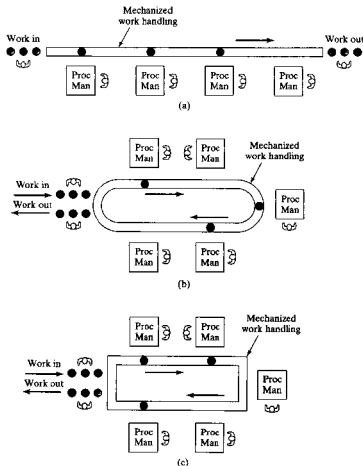 Mechanized
work handling
Work in
Work out
Proc
Man
Proc
Man
Proc
Man
Proc
Man
(a)
Proc
Man
Proc
Man
Mechanized
work handling
Work in
Work out
Proc
Man
Proc
Man
Proc
Man
(b)
Proc
Man
Proc
Man
Mechanized
work handling
Work in
Work out
Proc
Man
Proc
Man
Proc
Man
(c)